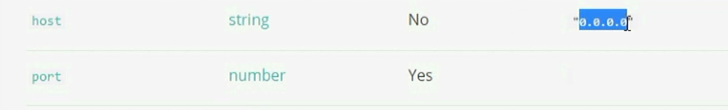 host string No "0.0.0.0"
port number Yes